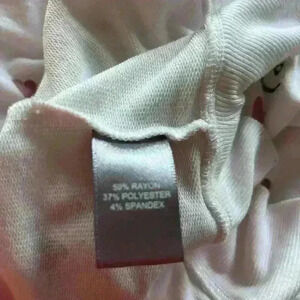 59% RAYON
37% POLYESTER
4% SPANDEX